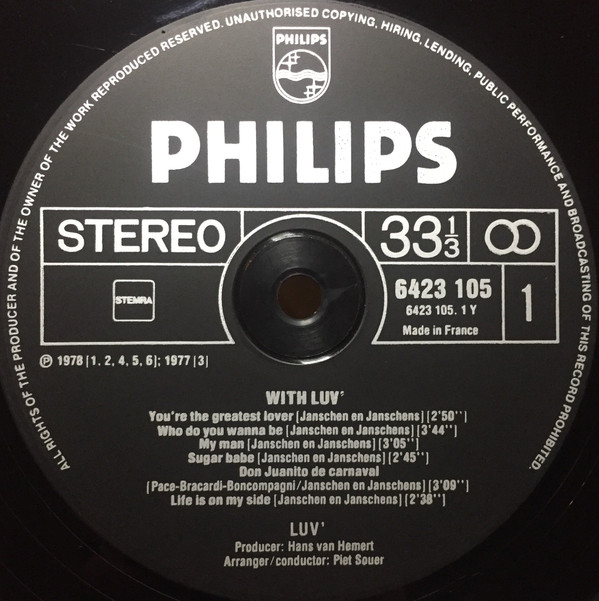 ALL RIGHTS OF THE PRODUCER AND OF THE OWNER OF THE WORK REPRODUCED RESERVED. UNAUTHORISED COPYING, HIRING, LENDING, PUBLIC PERFORMANCE AND BROADCASTING OF THIS RECORD PROHIBITED.
PHILIPS
PHILIPS
STEREO
33 1/3
STEMRA
6423 105
6423 105. 1 Y
Made in France
1
℗ 1978 [1. 2, 4, 5, 6]; 1977 [3]
WITH LUV'
You're the greatest lover [Janschen en Janschens] [2'50'']
Who do you wanna be [Janschen en Janschens] [3'44'']
My man [Janschen en Janschens] [3'05'']
Sugar babe [Janschen en Janschens] [2'45'']
Don Juanito de carnaval
[Pace-Bracardi-Boncompagni/Janschen en Janschens] [3'09'']
Life is on my side [Janschen en Janschens] [2'38'']
LUV'
Producer: Hans van Hemert
Arranger/conductor: Piet Souer